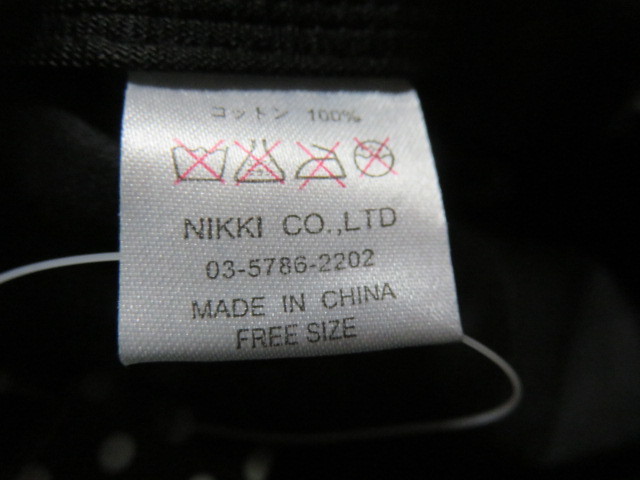 コットン 100%
NIKKI CO.,LTD
03-5786-2202
MADE IN CHINA
FREE SIZE